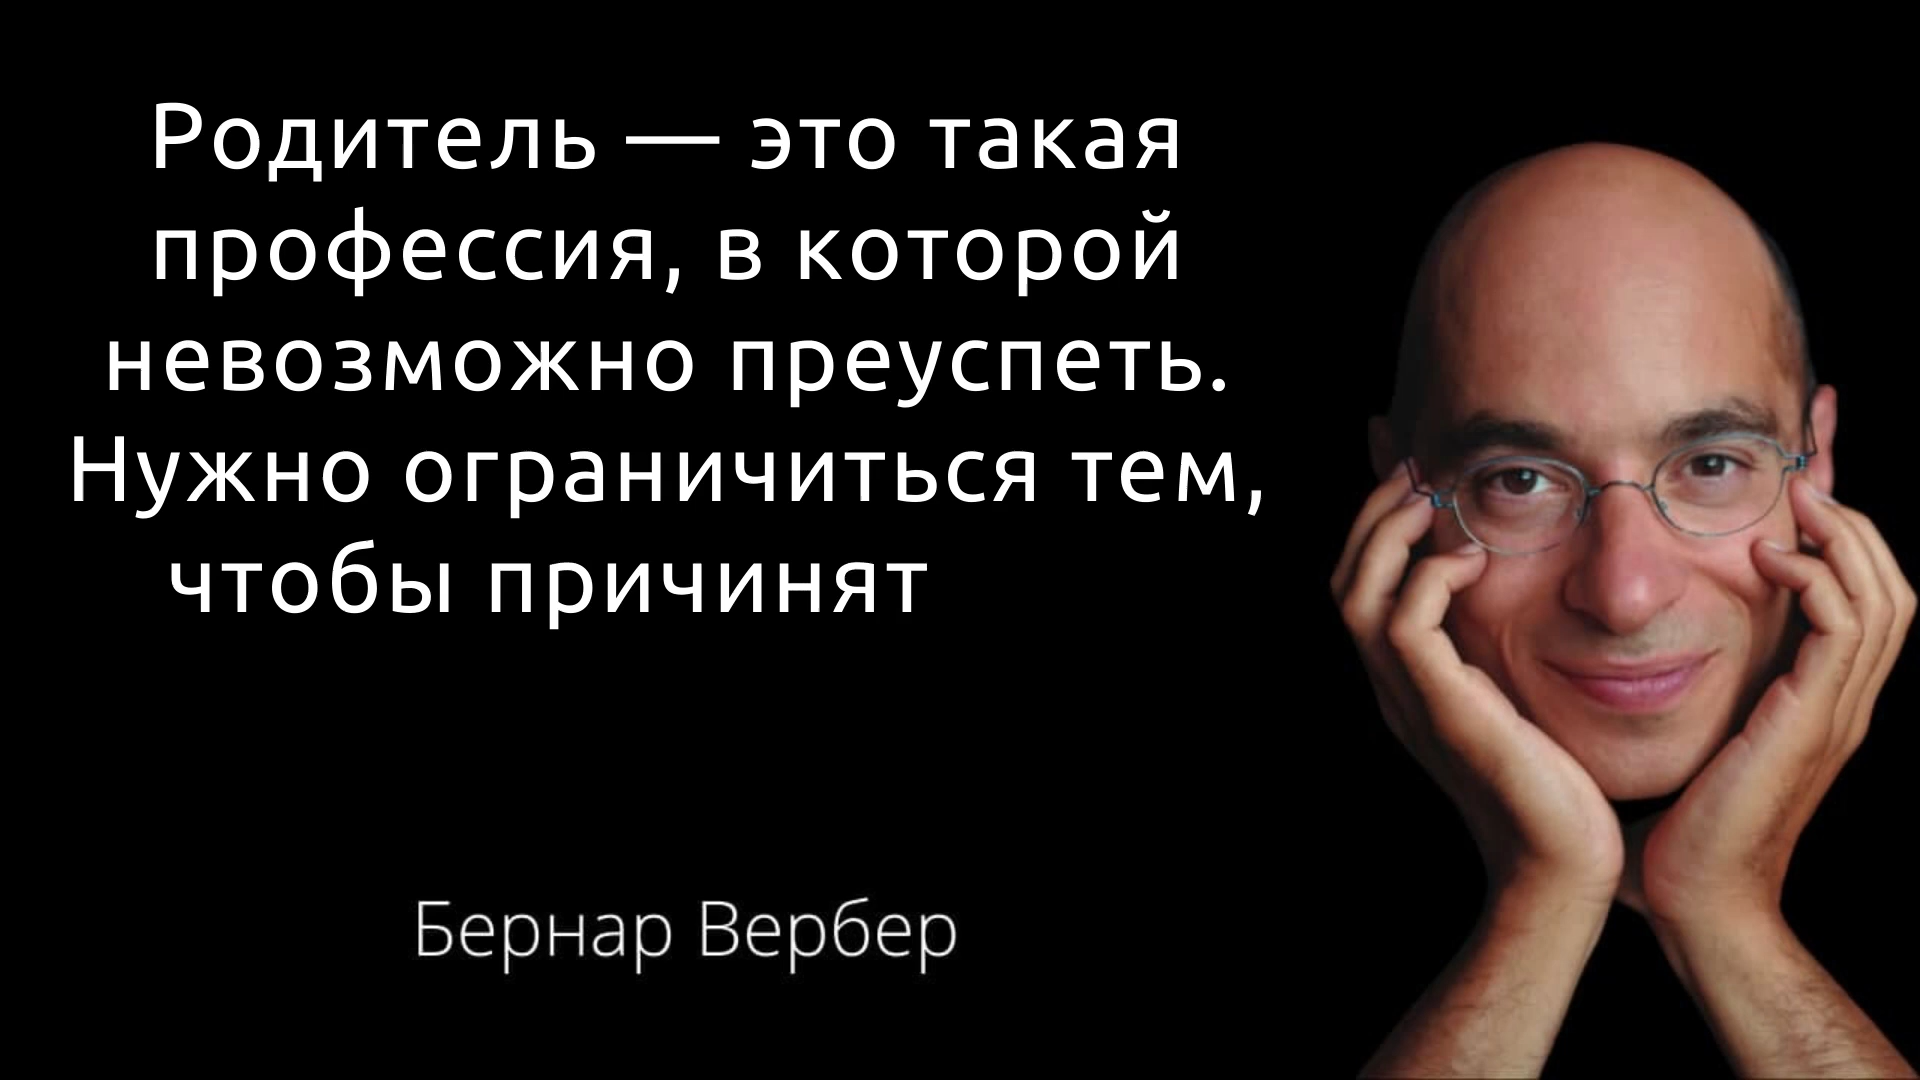 Родитель — это такая
профессия, в которой
невозможно преуспеть.
Нужно ограничиться тем,
чтобы причинят
Бернар Вербер